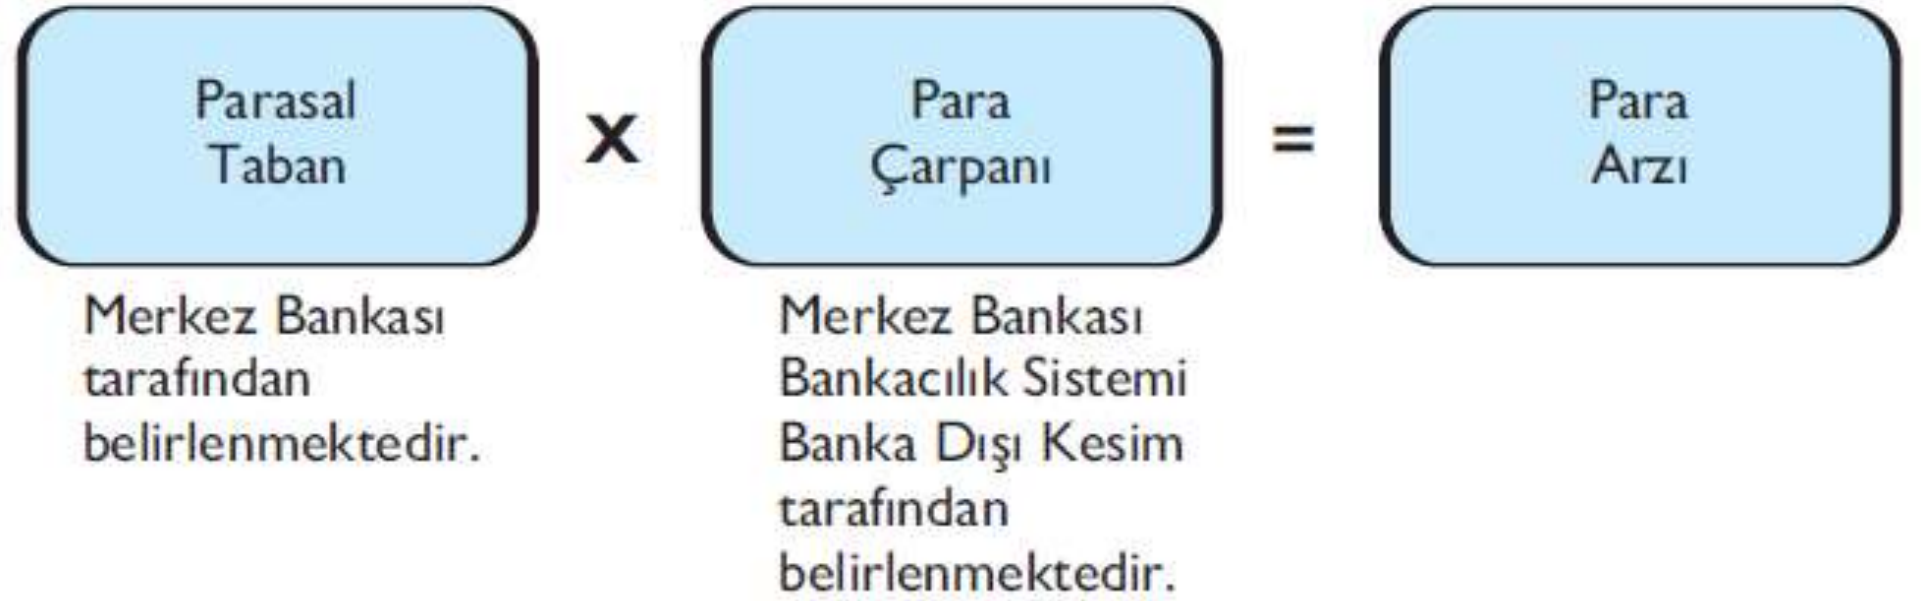 Parasal
Taban
x
Para
Çarpanı
=
Para
Arzı
Merkez Bankası
tarafından
belirlenmektedir.
Merkez Bankası
Bankacılık Sistemi
Banka Dışı Kesim
tarafından
belirlenmektedir.